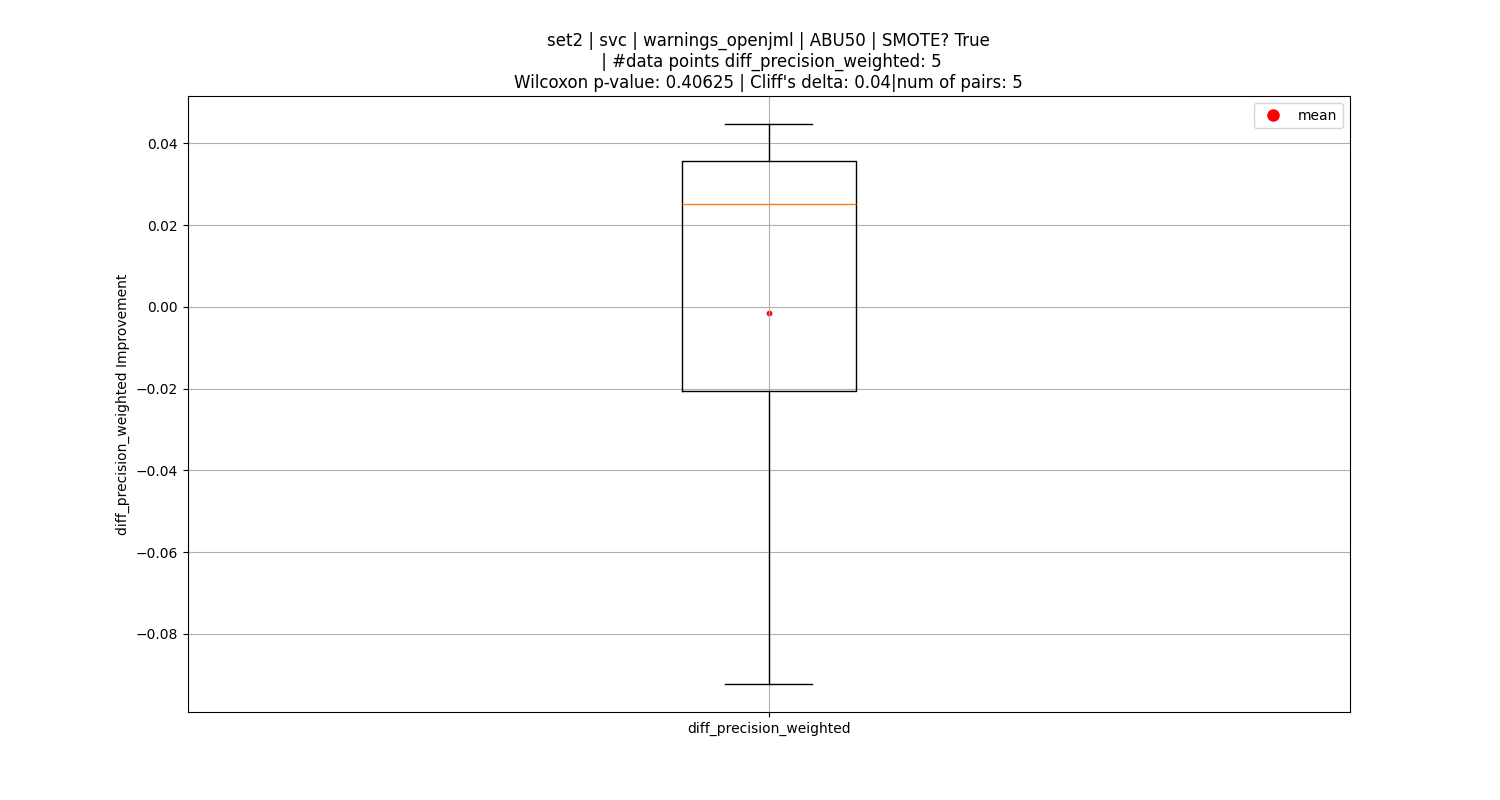 set2 | svc | warnings_openjml | ABU50 | SMOTE? True
| #data points diff_precision_weighted: 5
Wilcoxon p-value: 0.40625 | Cliff's delta: 0.04|num of pairs: 5
mean
0.04
0.02
0.00
−0.02
−0.04
−0.06
−0.08
diff_precision_weighted Improvement
diff_precision_weighted